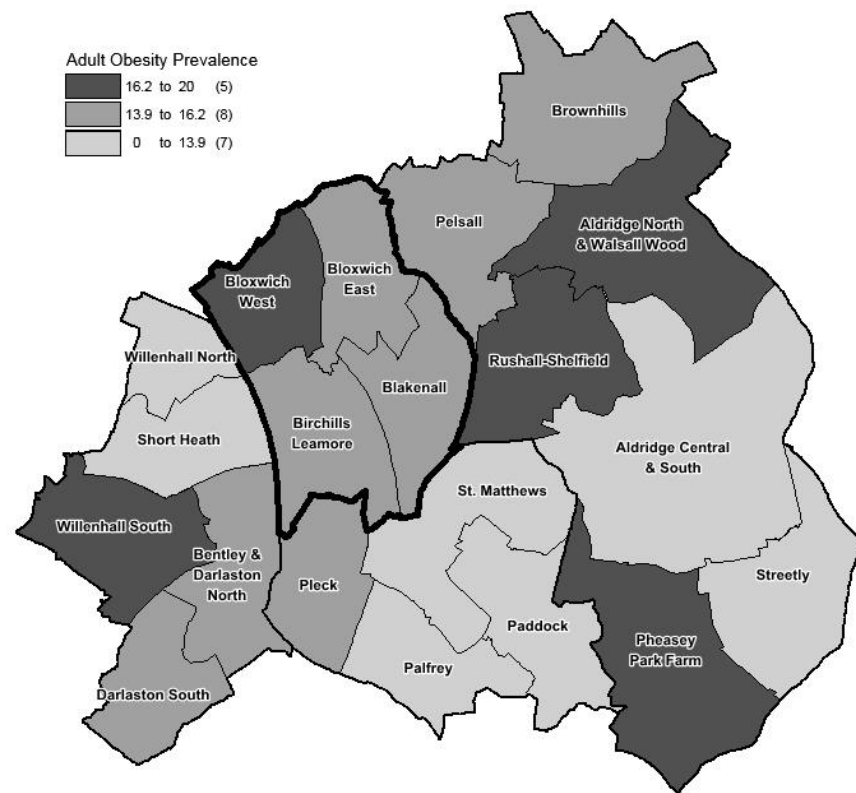 Adult Obesity Prevalence
16.2 to 20 (5)
13.9 to 16.2 (8)
0 to 13.9 (7)
Brownhills
Pelsall
Aldridge North
& Walsall Wood
Bloxwich
West
Bloxwich
East
Willenhall North
Rushall-Shelfield
Blakenall
Short Heath
Birchills
Leamore
Aldridge Central
& South
St. Matthews
Willenhall South
Bentley &
Darlaston
North
Pleck
Streetly
Paddock
Pheasey
Park Farm
Palfrey
Darlaston South